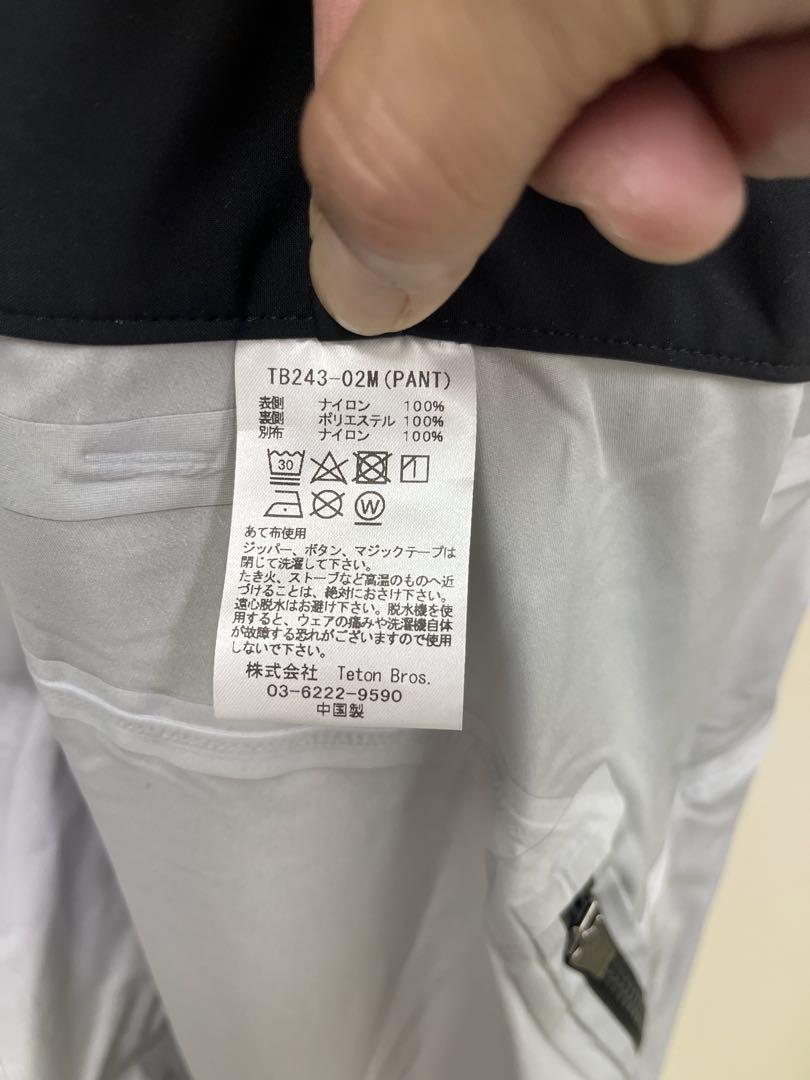 TB243-02M(PANT)
表側 ナイロン 100%
裏側 ポリエステル 100%
別布 ナイロン 100%
30
W
あて布使用
ジッパー、ボタン、マジックテープは
閉じて洗濯して下さい。
たき火、ストーブなど高温のものへ近
づけることは、絶対におさけ下さい。
遠心脱水はお避け下さい。脱水機を使
用すると、ウェアの痛みや洗濯機自体
が故障する恐れがございますので使用
しないで下さい。
株式会社 Teton Bros.
03-6222-9590
中国製